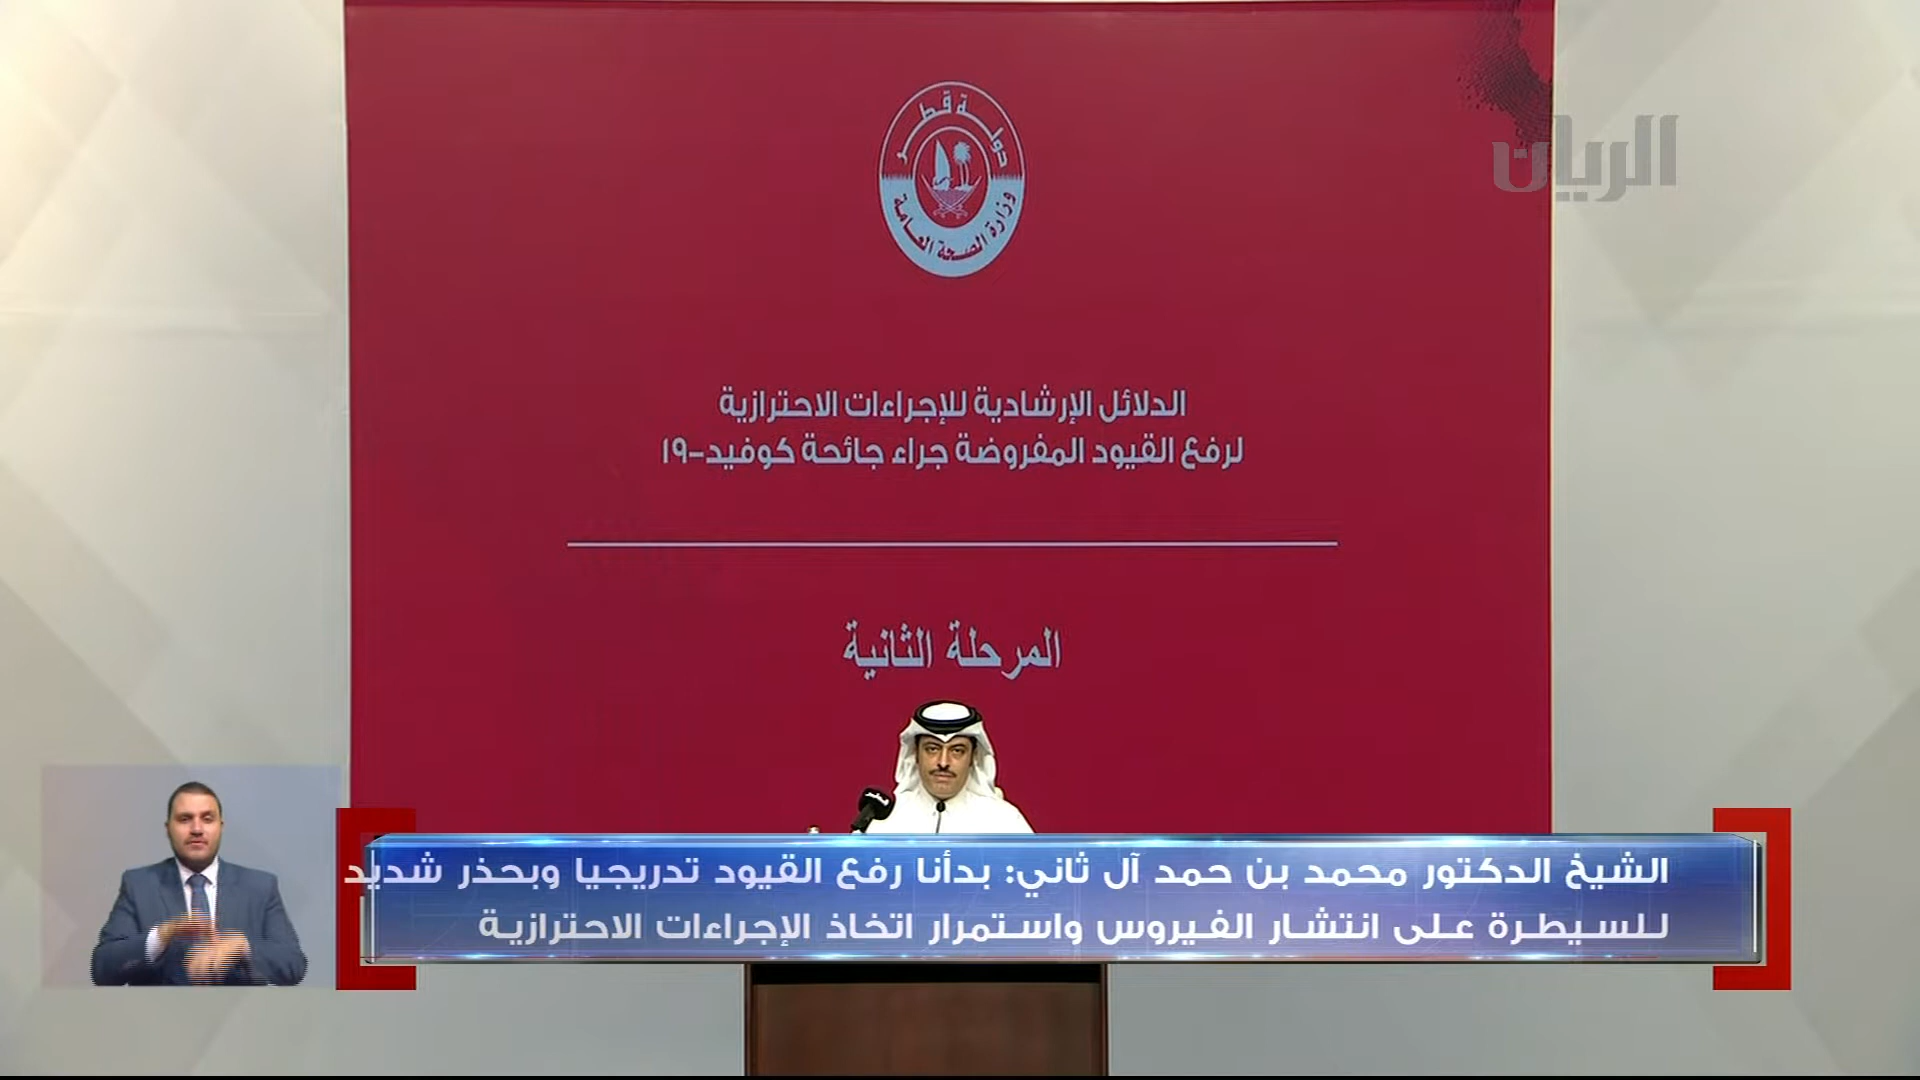 دولة قطر
وزارة الصحة العامة
الريان
الدلائل الإرشادية للإجراءات الاحترازية
لرفع القيود المفروضة جراء جائحة كوفيد-١٩
المرحلة الثانية
قطر
الشيخ الدكتور محمد بن حمد آل ثاني: بدأنا رفع القيود تدريجيا وبحذر شديد
للسيطرة على انتشار الفيروس واستمرار اتخاذ الإجراءات الاحترازية